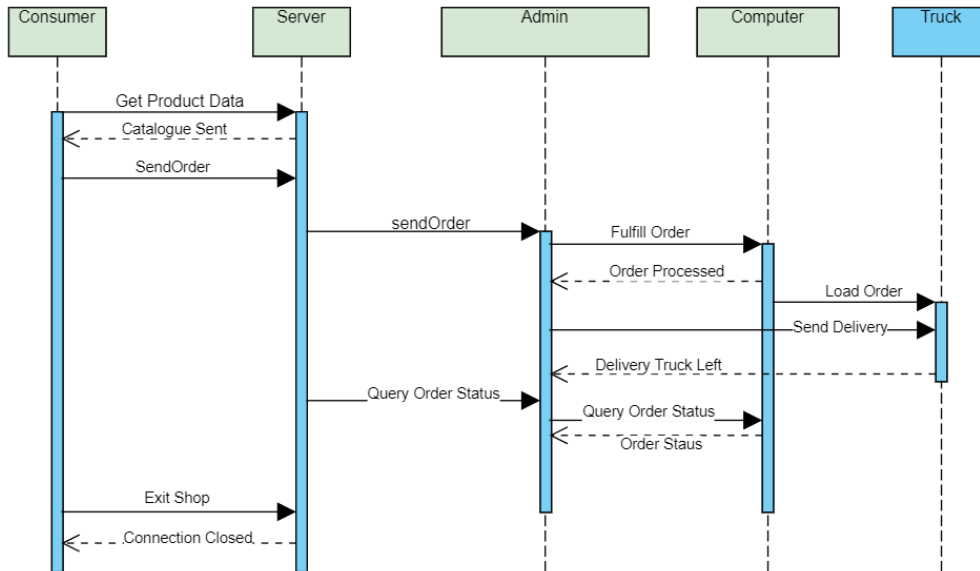 Consumer
Server
Admin
Computer
Truck
Get Product Data
Catalogue Sent
SendOrder
sendOrder
Fulfill Order
Order Processed
Load Order
Send Delivery
Delivery Truck Left
Query Order Status
Query Order Status
Order Staus
Exit Shop
Connection Closed